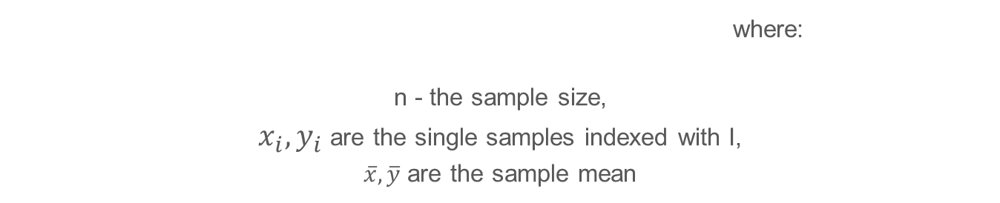 where:
n - the sample size,
𝑥ᵢ, 𝑦ᵢ are the single samples indexed with I,
x̄, ȳ are the sample mean